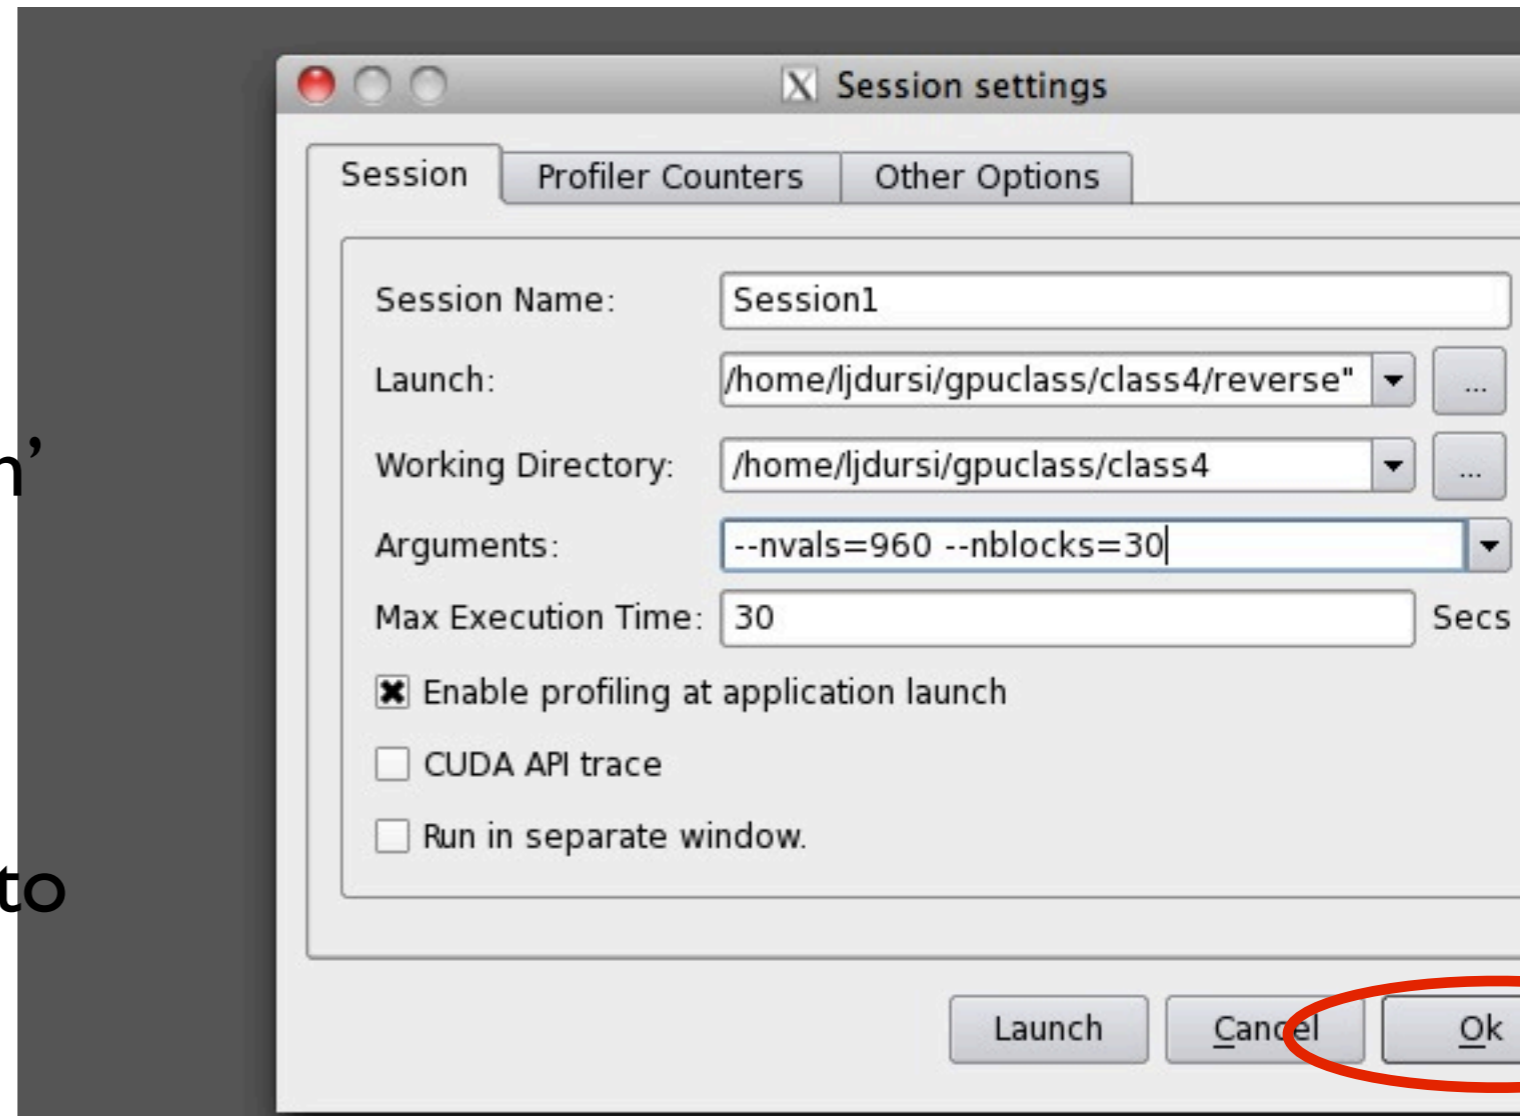 Session settings
Session Profiler Counters Other Options
Session Name: Session1
Launch: /home/ljdursi/gpuclass/class4/reverse" ...
Working Directory: /home/ljdursi/gpuclass/class4 ...
n’
Arguments: --nvals=960 --nblocks=30
Max Execution Time: 30 Secs
Enable profiling at application launch
CUDA API trace
Run in separate window.
to
Launch Cancel Ok